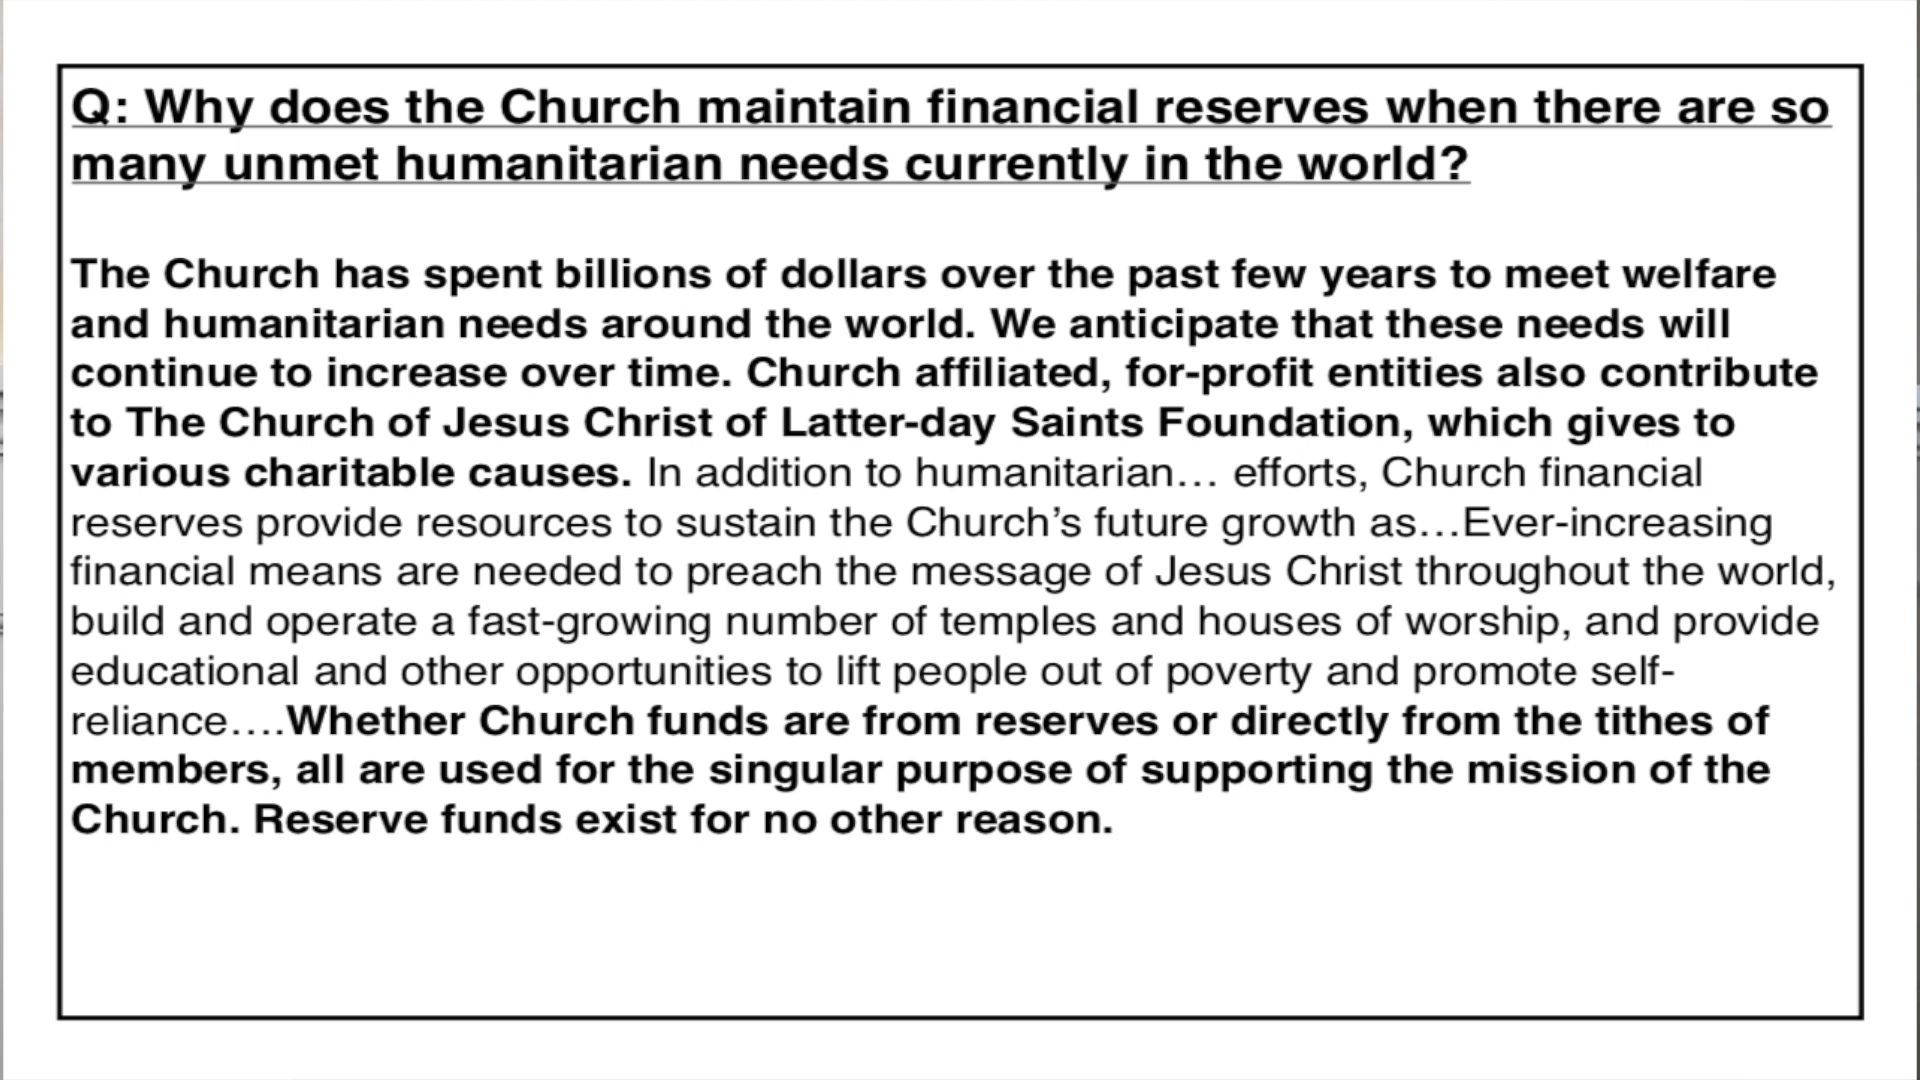 Q: Why does the Church maintain financial reserves when there are so
many unmet humanitarian needs currently in the world?
The Church has spent billions of dollars over the past few years to meet welfare
and humanitarian needs around the world. We anticipate that these needs will
continue to increase over time. Church affiliated, for-profit entities also contribute
to The Church of Jesus Christ of Latter-day Saints Foundation, which gives to
various charitable causes. In addition to humanitarian… efforts, Church financial
reserves provide resources to sustain the Church’s future growth as…Ever-increasing
financial means are needed to preach the message of Jesus Christ throughout the world,
build and operate a fast-growing number of temples and houses of worship, and provide
educational and other opportunities to lift people out of poverty and promote self-
reliance….Whether Church funds are from reserves or directly from the tithes of
members, all are used for the singular purpose of supporting the mission of the
Church. Reserve funds exist for no other reason.